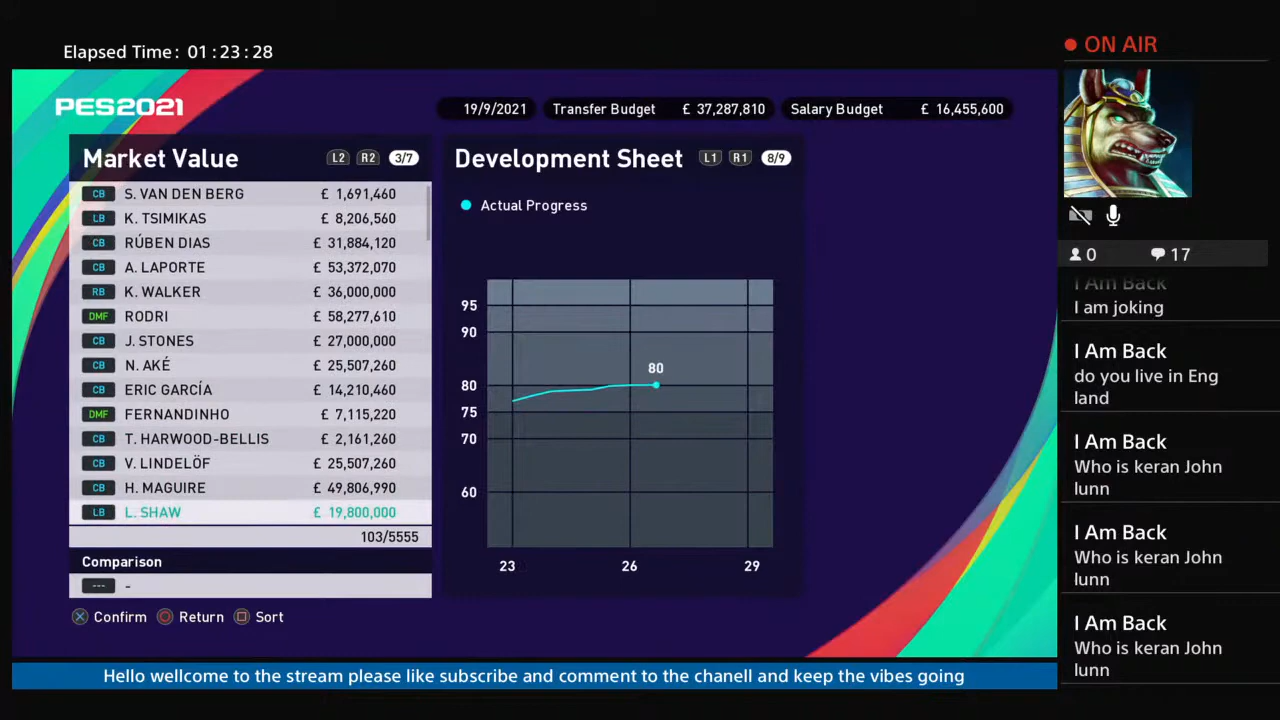 Elapsed Time: 01:23:28
ON AIR
PES2021
19/9/2021 Transfer Budget £ 37,287,810 Salary Budget £ 16,455,600
Market Value L2 R2 3/7
CB S. VAN DEN BERG £ 1,691,460
LB K. TSIMIKAS £ 8,206,560
CB RÚBEN DIAS £ 31,884,120
CB A. LAPORTE £ 53,372,070
RB K. WALKER £ 36,000,000
DMF RODRI £ 58,277,610
CB J. STONES £ 27,000,000
CB N. AKÉ £ 25,507,260
CB ERIC GARCÍA £ 14,210,460
DMF FERNANDINHO £ 7,115,220
CB T. HARWOOD-BELLIS £ 2,161,260
CB V. LINDELÖF £ 25,507,260
CB H. MAGUIRE £ 49,806,990
LB L. SHAW £ 19,800,000
103/5555
Comparison
--- -
Confirm Return Sort
Development Sheet L1 R1 8/9
Actual Progress
95
90
80
75
70
60
80
23 26 29
0 17
I Am Back
I am joking
I Am Back
do you live in Eng
land
I Am Back
Who is keran John
lunn
I Am Back
Who is keran John
lunn
I Am Back
Who is keran John
lunn
Hello wellcome to the stream please like subscribe and comment to the chanell and keep the vibes going